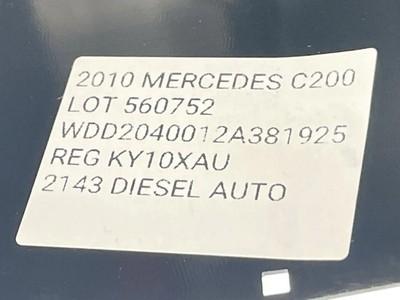 2010 MERCEDES C200
LOT 560752
WDD2040012A381925
REG KY10XAU
2143 DIESEL AUTO